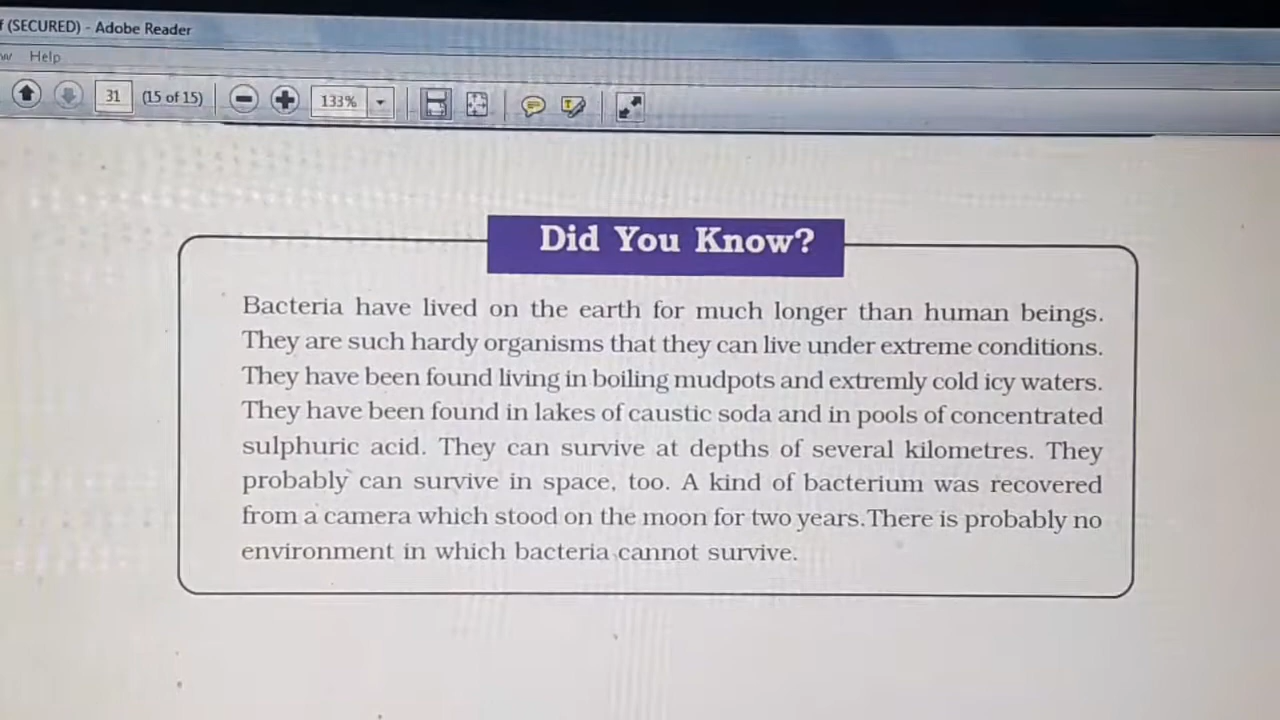 f (SECURED) - Adobe Reader
w Help
31 (15 of 15) 133%
Did You Know?
Bacteria have lived on the earth for much longer than human beings.
They are such hardy organisms that they can live under extreme conditions.
They have been found living in boiling mudpots and extremly cold icy waters.
They have been found in lakes of caustic soda and in pools of concentrated
sulphuric acid. They can survive at depths of several kilometres. They
probably can survive in space, too. A kind of bacterium was recovered
from a camera which stood on the moon for two years.There is probably no
environment in which bacteria cannot survive.